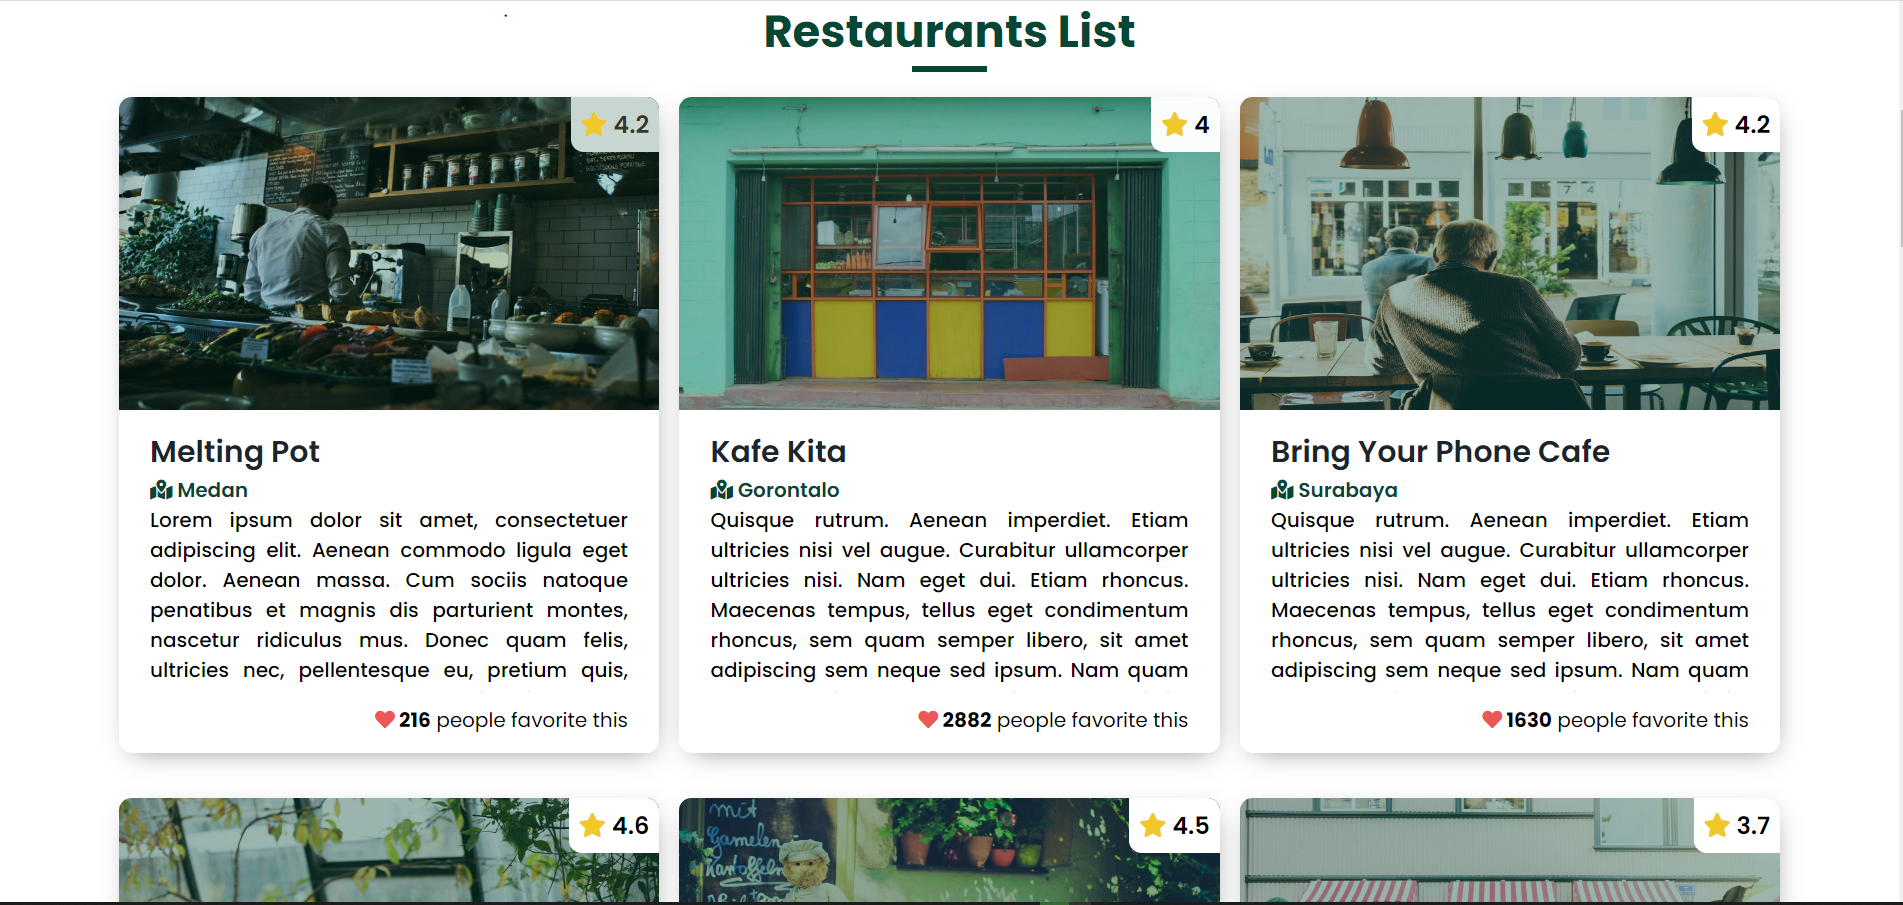 Restaurants List
4.2
4
4.2
7 4
Melting Pot
Medan
Lorem ipsum dolor sit amet, consectetuer
adipiscing elit. Aenean commodo ligula eget
dolor. Aenean massa. Cum sociis natoque
penatibus et magnis dis parturient montes,
nascetur ridiculus mus. Donec quam felis,
ultricies nec, pellentesque eu, pretium quis,
216 people favorite this
Kafe Kita
Gorontalo
Quisque rutrum. Aenean imperdiet. Etiam
ultricies nisi vel augue. Curabitur ullamcorper
ultricies nisi. Nam eget dui. Etiam rhoncus.
Maecenas tempus, tellus eget condimentum
rhoncus, sem quam semper libero, sit amet
adipiscing sem neque sed ipsum. Nam quam
2882 people favorite this
Bring Your Phone Cafe
Surabaya
Quisque rutrum. Aenean imperdiet. Etiam
ultricies nisi vel augue. Curabitur ullamcorper
ultricies nisi. Nam eget dui. Etiam rhoncus.
Maecenas tempus, tellus eget condimentum
rhoncus, sem quam semper libero, sit amet
adipiscing sem neque sed ipsum. Nam quam
1630 people favorite this
4.6
4.5
3.7
mit
Gamelen
Kartoffeln